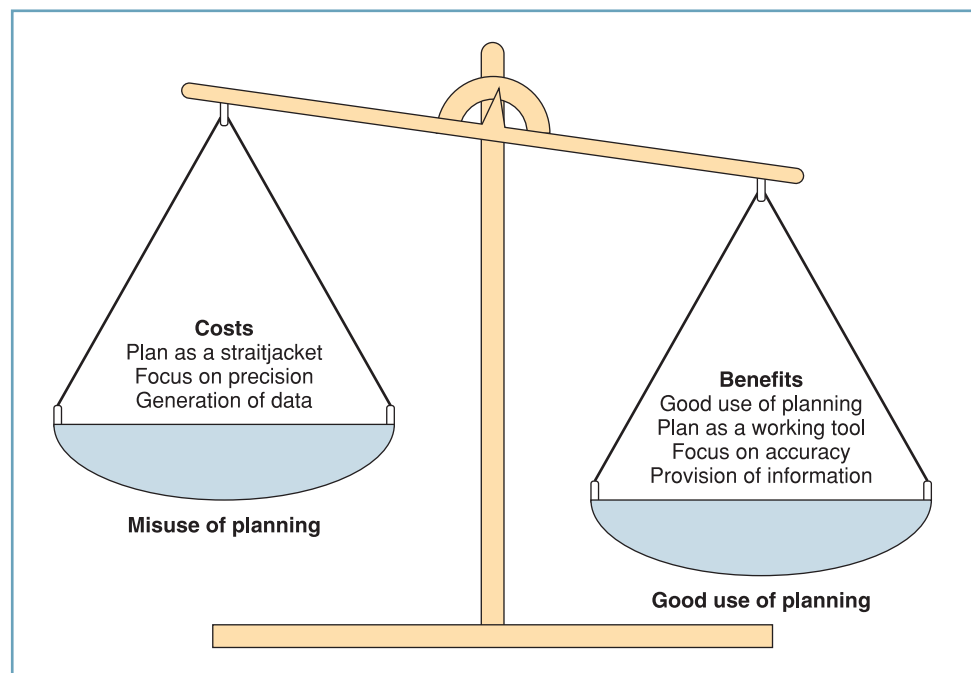 Costs
Plan as a straitjacket
Focus on precision
Generation of data
Misuse of planning
Benefits
Good use of planning
Plan as a working tool
Focus on accuracy
Provision of information
Good use of planning